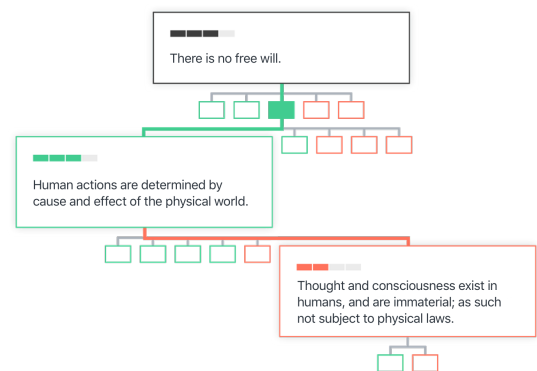 There is no free will.
Human actions are determined by
cause and effect of the physical world.
Thought and consciousness exist in
humans, and are immaterial; as such
not subject to physical laws.